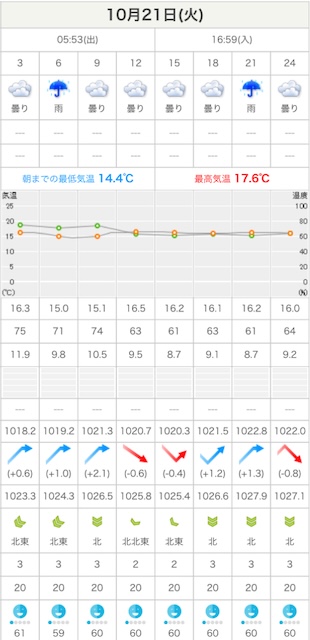 10月21日(火)
05:53(出) 16:59(入)
3 6 9 12 15 18 21 24
曇り 雨 曇り 曇り 曇り 曇り 雨 曇り
--- --- --- --- --- --- --- ---
--- --- --- --- --- --- --- ---
朝までの最低気温 14.4℃ 最高気温 17.6℃
気温 湿度
25 100
20 80
15 60
10 40
5 20
0 0
(℃) (%)
16.3 15.0 15.1 16.5 16.2 16.1 16.2 16.0
75 71 74 63 61 63 61 64
11.9 9.8 10.5 9.5 8.7 9.1 8.7 9.2
--- --- --- --- --- --- --- ---
1018.2 1019.2 1021.3 1020.7 1020.3 1021.5 1022.8 1022.0
(+0.6) (+1.0) (+2.1) (-0.6) (-0.4) (+1.2) (+1.3) (-0.8)
1023.3 1024.3 1026.5 1025.8 1025.4 1026.6 1027.9 1027.1
北東 北東 北 北北東 北東 北 北 北
3 3 3 2 2 3 3 3
20 20 20 20 20 20 20 20
61 59 60 60 60 60 60 60